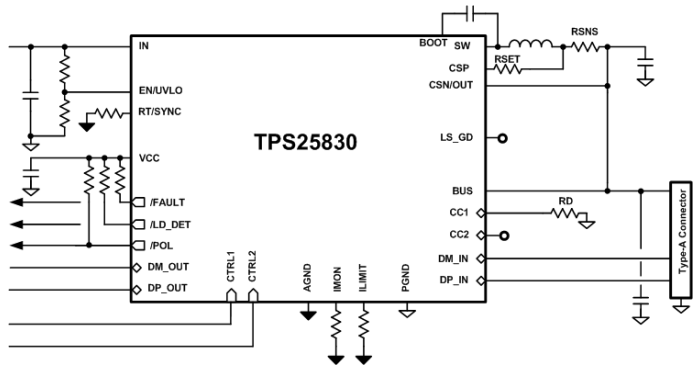 BOOT
IN
SW
RSNS
CSP
RSET
EN/UVLO
CSN/OUT
RT/SYNC
TPS25830
LS_GD
VCC
BUS
/FAULT
CC1
RD
/LD_DET
CC2
/POL
DM_OUT
DM_IN
DP_OUT
DP_IN
CTRL1
CTRL2
AGND
IMON
ILIMIT
PGND
Type-A Connector